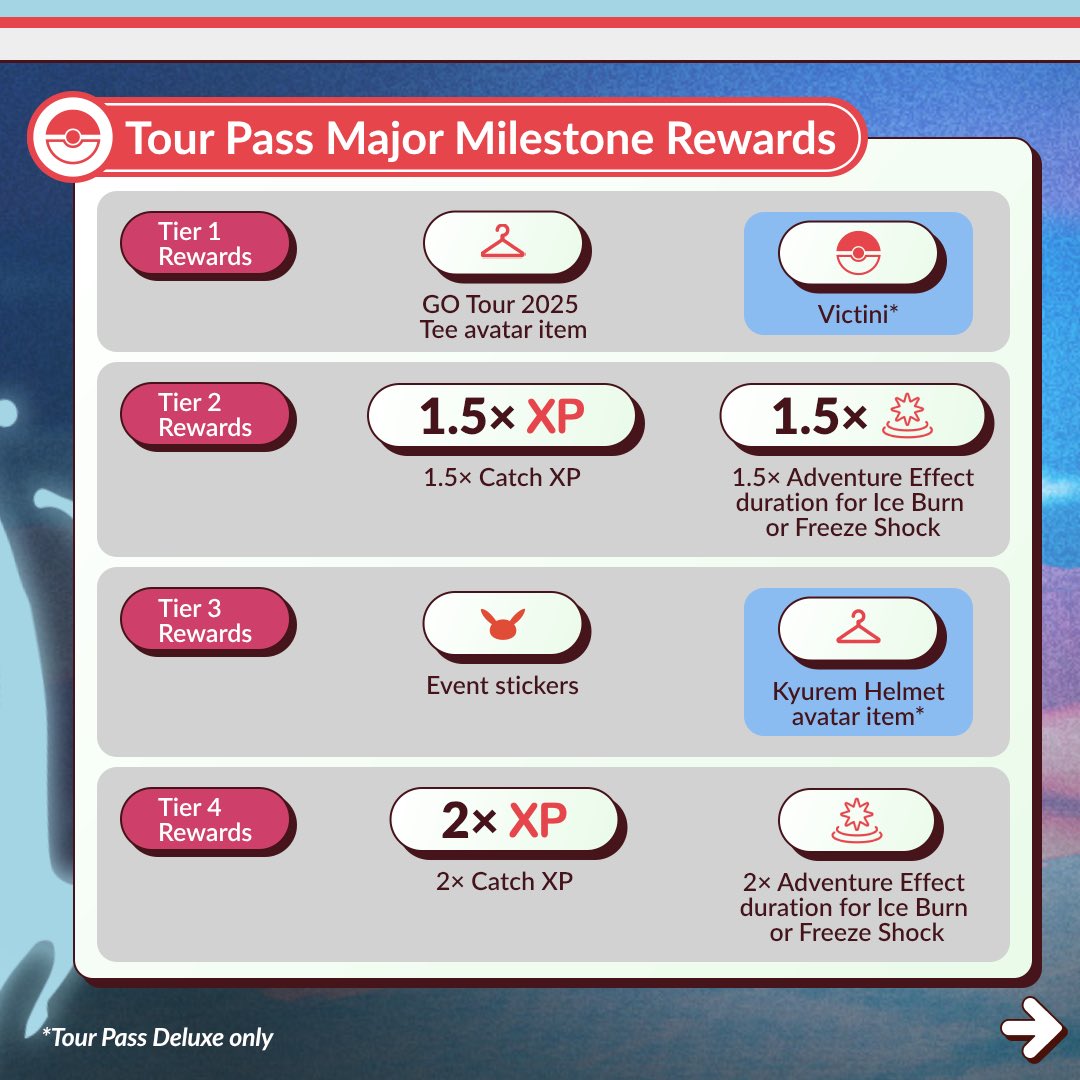 Tour Pass Major Milestone Rewards
Tier 1
Rewards
GO Tour 2025
Tee avatar item
Victini*
Tier 2
Rewards
1.5× XP
1.5× Catch XP
1.5×
1.5× Adventure Effect
duration for Ice Burn
or Freeze Shock
Tier 3
Rewards
Event stickers
Kyurem Helmet
avatar item*
Tier 4
Rewards
2× XP
2× Catch XP
2× Adventure Effect
duration for Ice Burn
or Freeze Shock
*Tour Pass Deluxe only